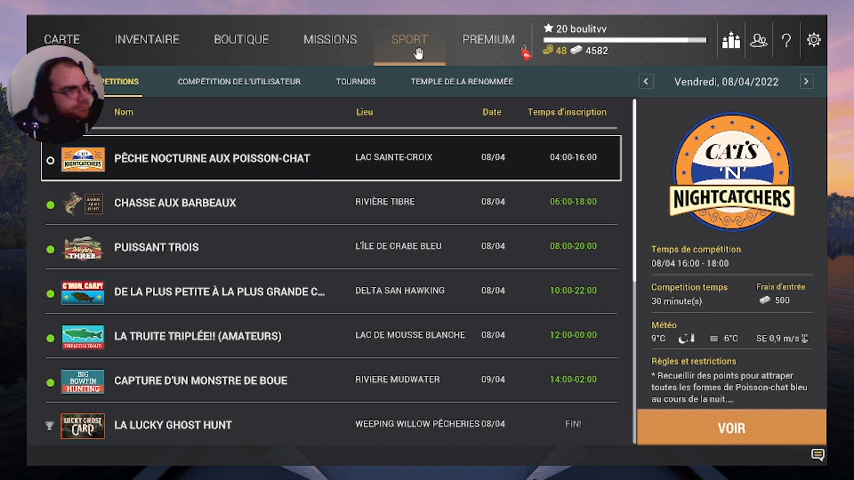 CARTE INVENTAIRE BOUTIQUE MISSIONS SPORT PREMIUM
20 boulitvv
48 4582
PETITIONS COMPÉTITION DE L'UTILISATEUR TOURNOIS TEMPLE DE LA RENOMMÉE
Vendredi, 08/04/2022
Nom Lieu Date Temps d'inscription
PÊCHE NOCTURNE AUX POISSON-CHAT LAC SAINTE-CROIX 08/04 04:00-16:00
CHASSE AUX BARBEAUX RIVIÈRE TIBRE 08/04 06:00-18:00
PUISSANT TROIS L'ÎLE DE CRABE BLEU 08/04 08:00-20:00
DE LA PLUS PETITE À LA PLUS GRANDE C... DELTA SAN HAWKING 08/04 10:00-22:00
LA TRUITE TRIPLÉE!! (AMATEURS) LAC DE MOUSSE BLANCHE 08/04 12:00-00:00
BIG BOWFIN HUNTING
CAPTURE D'UN MONSTRE DE BOUE RIVIERE MUDWATER 09/04 14:00-02:00
LUCKY GHOST CARP
LA LUCKY GHOST HUNT WEEPING WILLOW PÊCHERIES 08/04 FIN!
CATS
'N'
NIGHTCATCHERS
Temps de compétition
08/04 16:00 - 18:00
Competition temps Frais d'entrée
30 minute(s) 500
Météo
9°C 6°C SE 0,9 m/s
Règles et restrictions
* Recueillir des points pour attraper
toutes les formes de Poisson-chat bleu
au cours de la nuit....
VOIR